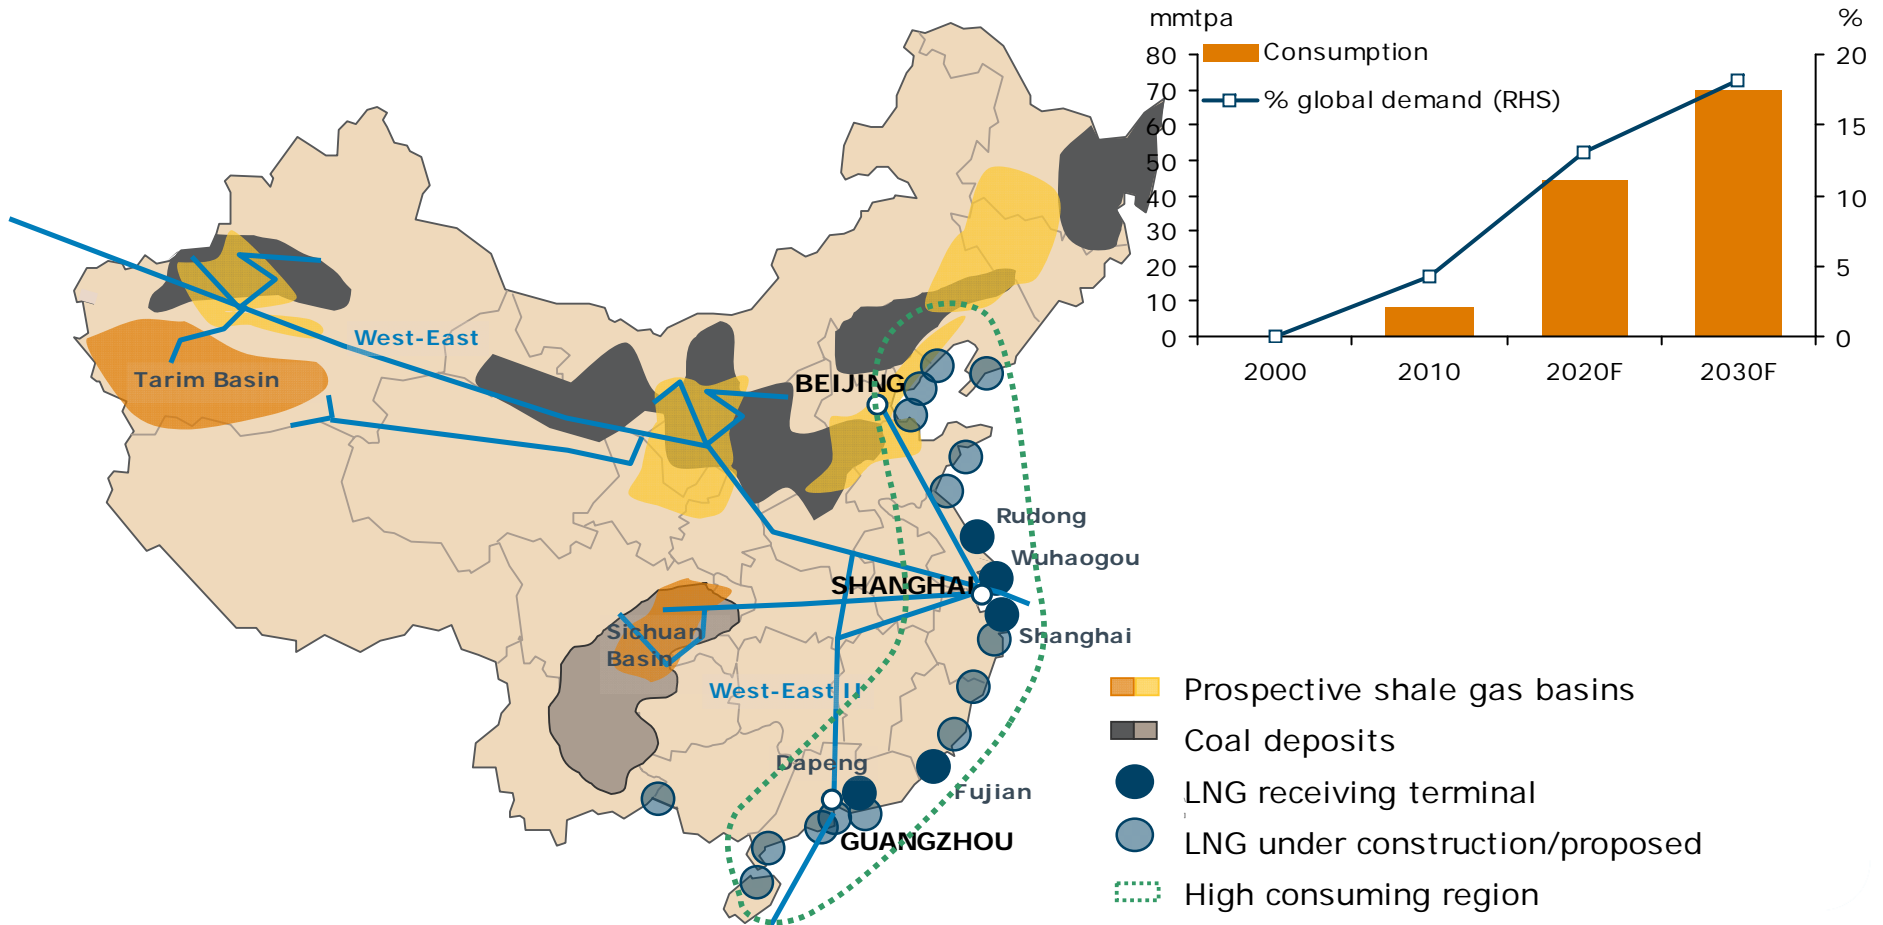 mmtpa
%
Consumption
% global demand (RHS)
80
70
60
50
40
30
20
10
0
20
15
10
5
0
2000
2010
2020F
2030F
West-East
Tarim Basin
BEIJING
Rudong
Wuhaogou
SHANGHAI
Shanghai
Sichuan
Basin
West-East II
Dapeng
Fujian
GUANGZHOU
Prospective shale gas basins
Coal deposits
LNG receiving terminal
LNG under construction/proposed
High consuming region